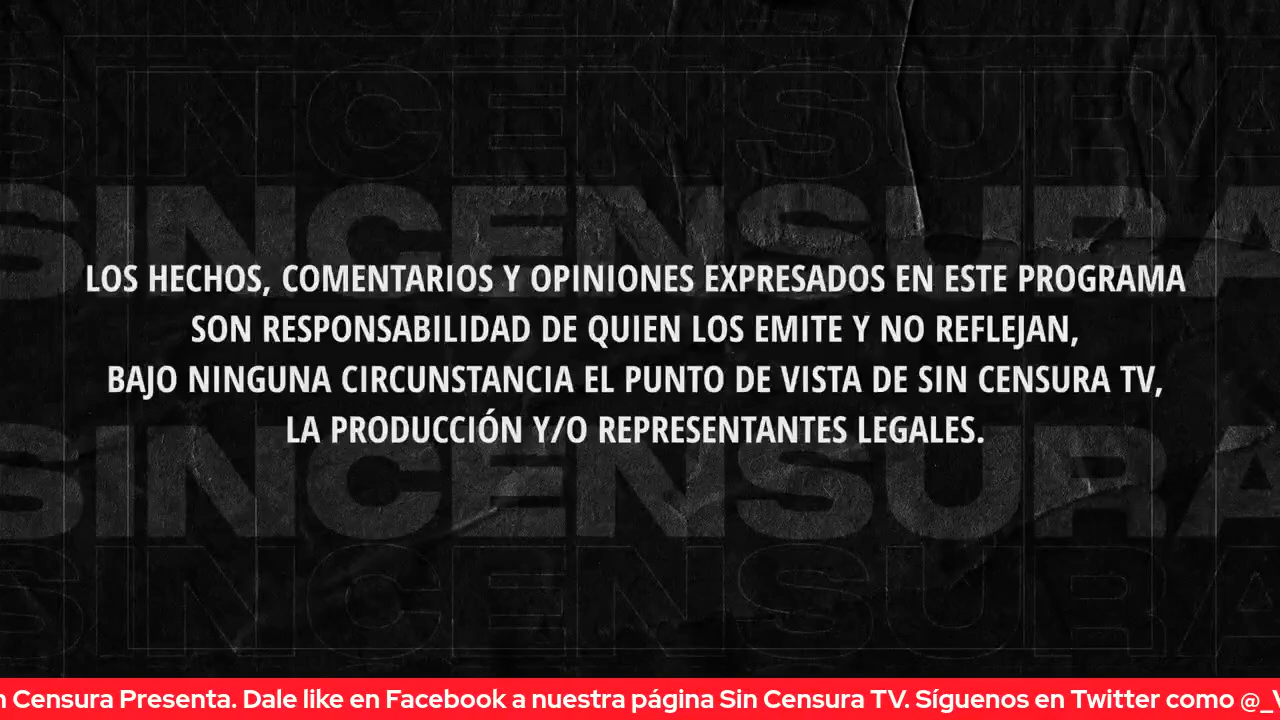 SINCENSURA
SINCENSURA
LOS HECHOS, COMENTARIOS Y OPINIONES EXPRESADOS EN ESTE PROGRAMA
SON RESPONSABILIDAD DE QUIEN LOS EMITE Y NO REFLEJAN,
BAJO NINGUNA CIRCUNSTANCIA EL PUNTO DE VISTA DE SIN CENSURA TV,
LA PRODUCCIÓN Y/O REPRESENTANTES LEGALES.
SINCENSURA
SINCENSURA
n Censura Presenta. Dale like en Facebook a nuestra página Sin Censura TV. Síguenos en Twitter como @_